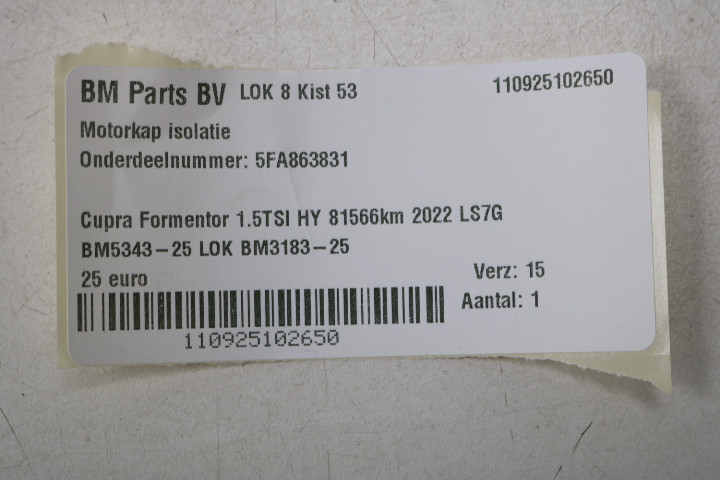 BM Parts BV LOK 8 Kist 53 110925102650
Motorkap isolatie
Onderdeelnummer: 5FA863831
Cupra Formentor 1.5TSI HY 81566km 2022 LS7G
BM5343-25 LOK BM3183-25
25 euro Verz: 15
Aantal: 1
110925102650